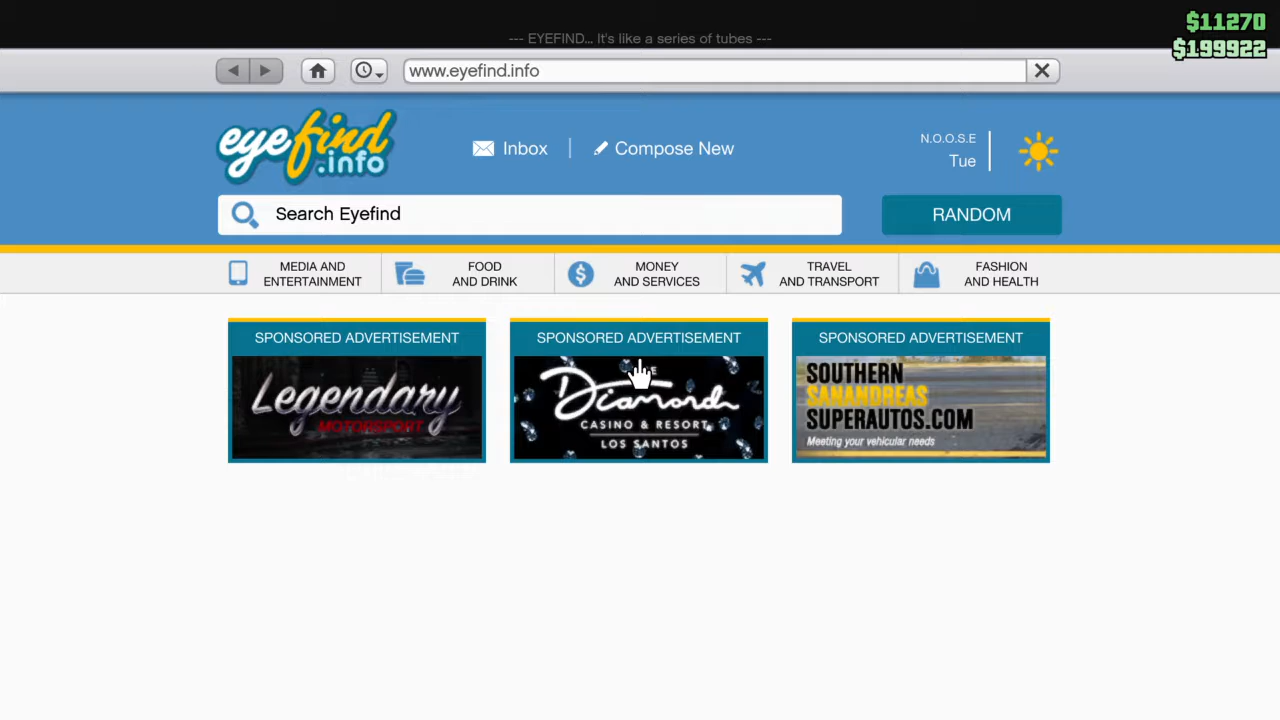 $11270
--- EYEFIND... It's like a series of tubes ---
$199922
www.eyefind.info
eyefind
.info
Inbox
Compose New
N.O.O.S.E
Tue
Search Eyefind
RANDOM
MEDIA AND
ENTERTAINMENT
FOOD
AND DRINK
MONEY
AND SERVICES
TRAVEL
AND TRANSPORT
FASHION
AND HEALTH
SPONSORED ADVERTISEMENT
Legendary
MOTORSPORT
SPONSORED ADVERTISEMENT
Diamond
CASINO & RESORT
LOS SANTOS
SPONSORED ADVERTISEMENT
SOUTHERN
SANANDREAS
SUPERAUTOS.COM
Meeting your vehicular needs